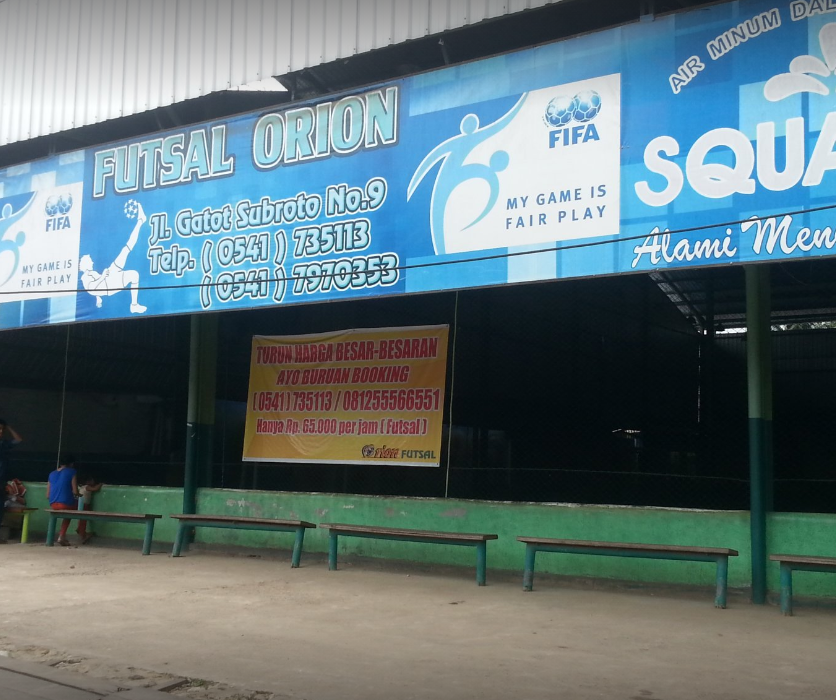 FUTSAL ORION
Jl. Gatot Subroto No.9
Telp. ( 0541 ) 735113
( 0541 ) 7970353
FIFA
MY GAME IS
FAIR PLAY
FIFA
MY GAME IS
FAIR PLAY
AIR MINUM
SQUA
Alami Men
TURUN HARGA BESAR-BESARAN
AYO BURUAN BOOKING
( 0541 ) 735113 / 081255566551
Hanya Rp. 65.000 per jam ( Futsal )
Orion FUTSAL